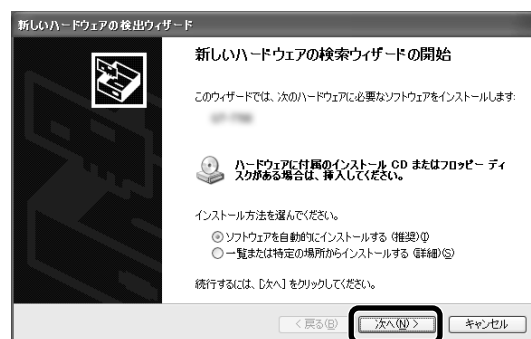 新しいハードウェアの検出ウィザード
新しいハードウェアの検索ウィザードの開始
このウィザードでは、次のハードウェアに必要なソフトウェアをインストールします:
ハードウェアに付属のインストール CD またはフロッピー ディ
スクがある場合は、挿入してください。
インストール方法を選んでください。
ソフトウェアを自動的にインストールする (推奨)(I)
一覧または特定の場所からインストールする (詳細)(S)
続行するには、[次へ] をクリックしてください。
< 戻る(B) 次へ(N) > キャンセル